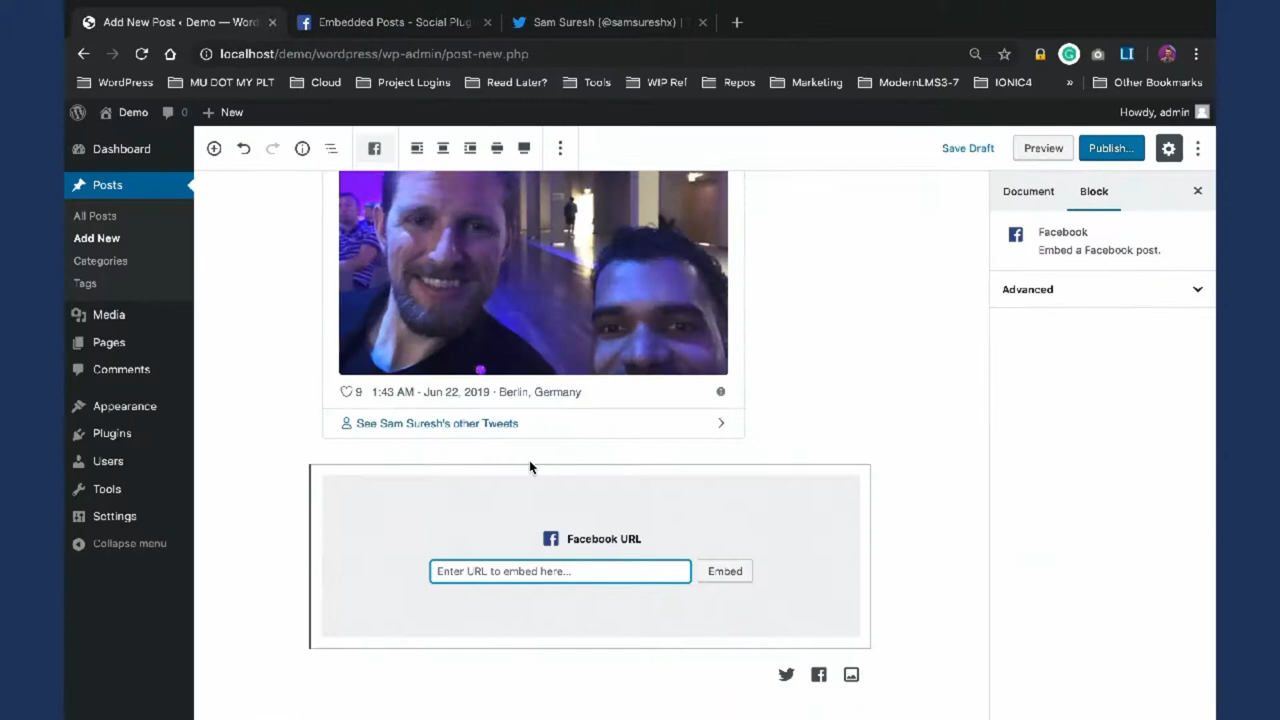 Add New Post ‹ Demo — Word
Embedded Posts - Social Plug
Sam Suresh (@samsureshx) | T
localhost/demo/wordpress/wp-admin/post-new.php
WordPress MU DOT MY PLT Cloud Project Logins Read Later? Tools WIP Ref Repos Marketing ModernLMS3-7 IONIC4 » Other Bookmarks
Demo 0 New Howdy, admin
Dashboard
Posts
All Posts
Add New
Categories
Tags
Media
Pages
Comments
Appearance
Plugins
Users
Tools
Settings
Collapse menu
Save Draft Preview Publish...
♡ 9 1:43 AM - Jun 22, 2019 · Berlin, Germany
See Sam Suresh's other Tweets
Facebook URL
Enter URL to embed here... Embed
Document Block
Facebook
Embed a Facebook post.
Advanced